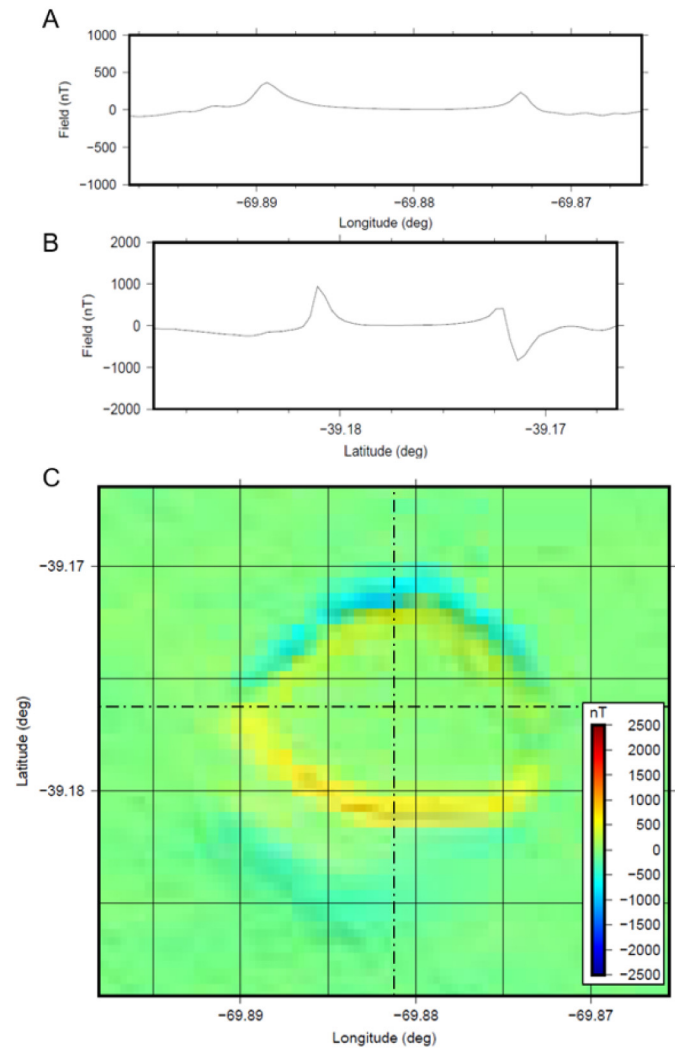 A
1000
500
0
−500
−1000
Field (nT)
−69.89 −69.88 −69.87
Longitude (deg)
B
2000
1000
0
−1000
−2000
Field (nT)
−39.18 −39.17
Latitude (deg)
C
−39.17
−39.18
Latitude (deg)
nT
2500
2000
1500
1000
500
0
−500
−1000
−1500
−2000
−2500
−69.89 −69.88 −69.87
Longitude (deg)